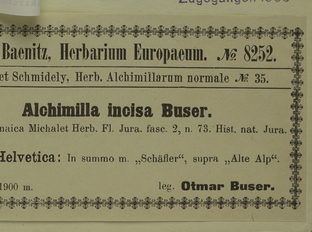 Zugegangen 1900
Baenitz, Herbarium Europaeum. № 8252.
et Schmidely, Herb. Alchimillarum normale № 35.
Alchimilla incisa Buser.
naica Michalet Herb. Fl. Jura. fasc. 2, n. 73. Hist. nat. Jura.
Helvetica: In summo m. „Schäfler“, supra „Alte Alp“.
1900 m. leg. Otmar Buser.